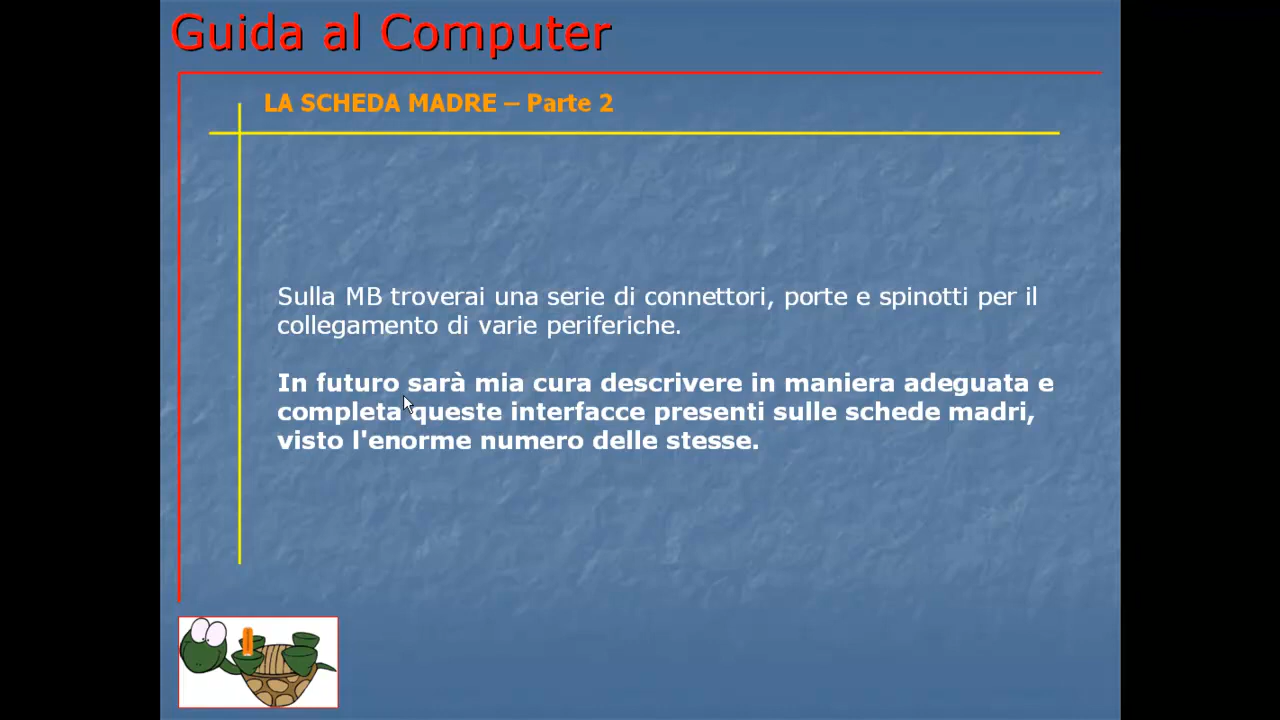 Guida al Computer
LA SCHEDA MADRE – Parte 2
Sulla MB troverai una serie di connettori, porte e spinotti per il
collegamento di varie periferiche.
In futuro sarà mia cura descrivere in maniera adeguata e
completa queste interfacce presenti sulle schede madri,
visto l'enorme numero delle stesse.